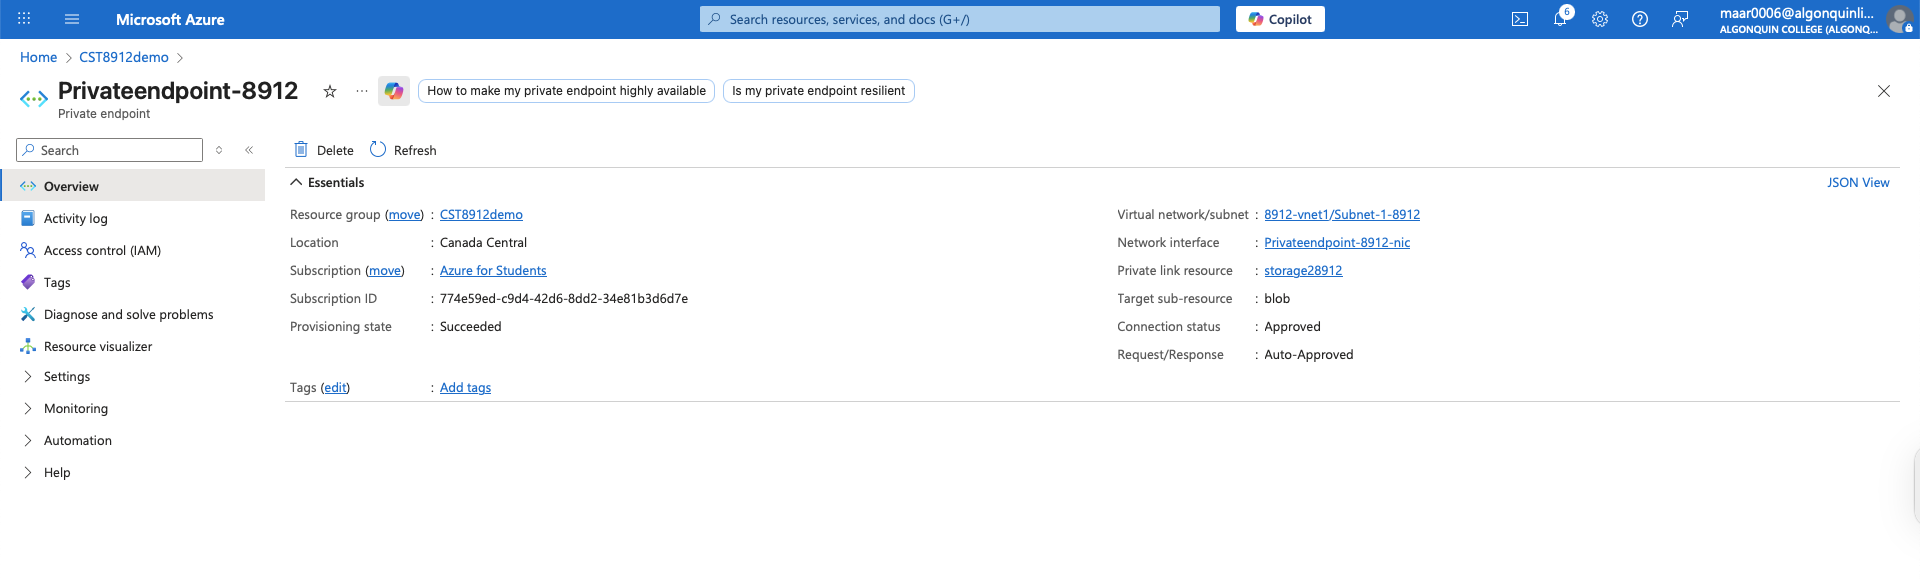 Microsoft Azure
Search resources, services, and docs (G+/)
Copilot
6
maar0006@algonquinli...
ALGONQUIN COLLEGE (ALGONQ...
Home > CST8912demo >
Privateendpoint-8912
...
How to make my private endpoint highly available
Is my private endpoint resilient
Private endpoint
Search
Delete
Refresh
Overview
Activity log
Access control (IAM)
Tags
Diagnose and solve problems
Resource visualizer
Settings
Monitoring
Automation
Help
Essentials
JSON View
Resource group (move) : CST8912demo
Location : Canada Central
Subscription (move) : Azure for Students
Subscription ID : 774e59ed-c9d4-42d6-8dd2-34e81b3d6d7e
Provisioning state : Succeeded
Virtual network/subnet : 8912-vnet1/Subnet-1-8912
Network interface : Privateendpoint-8912-nic
Private link resource : storage28912
Target sub-resource : blob
Connection status : Approved
Request/Response : Auto-Approved
Tags (edit) : Add tags